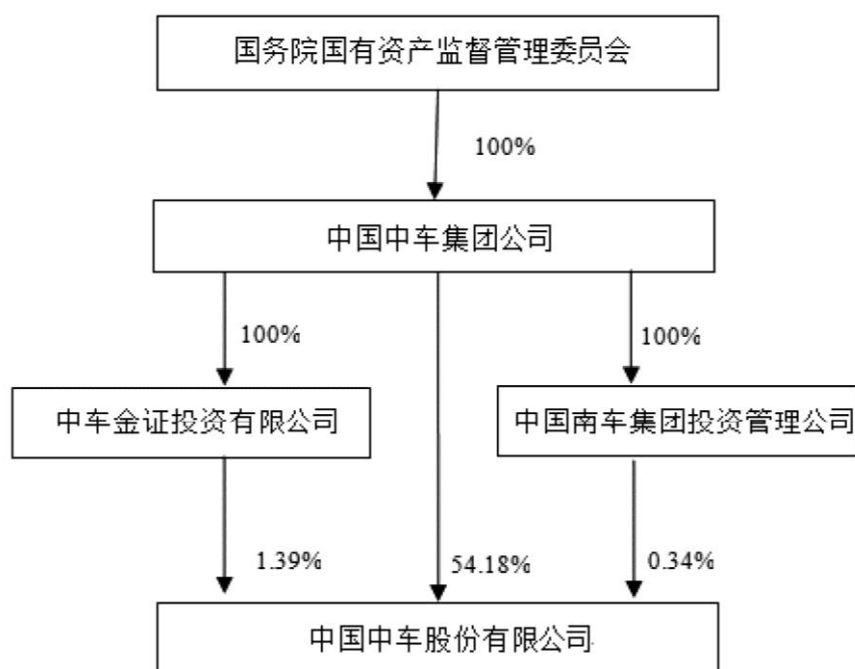 国务院国有资产监督管理委员会
100%
中国中车集团公司
100%
100%
中车金证投资有限公司
中国南车集团投资管理公司
1.39%
54.18%
0.34%
中国中车股份有限公司